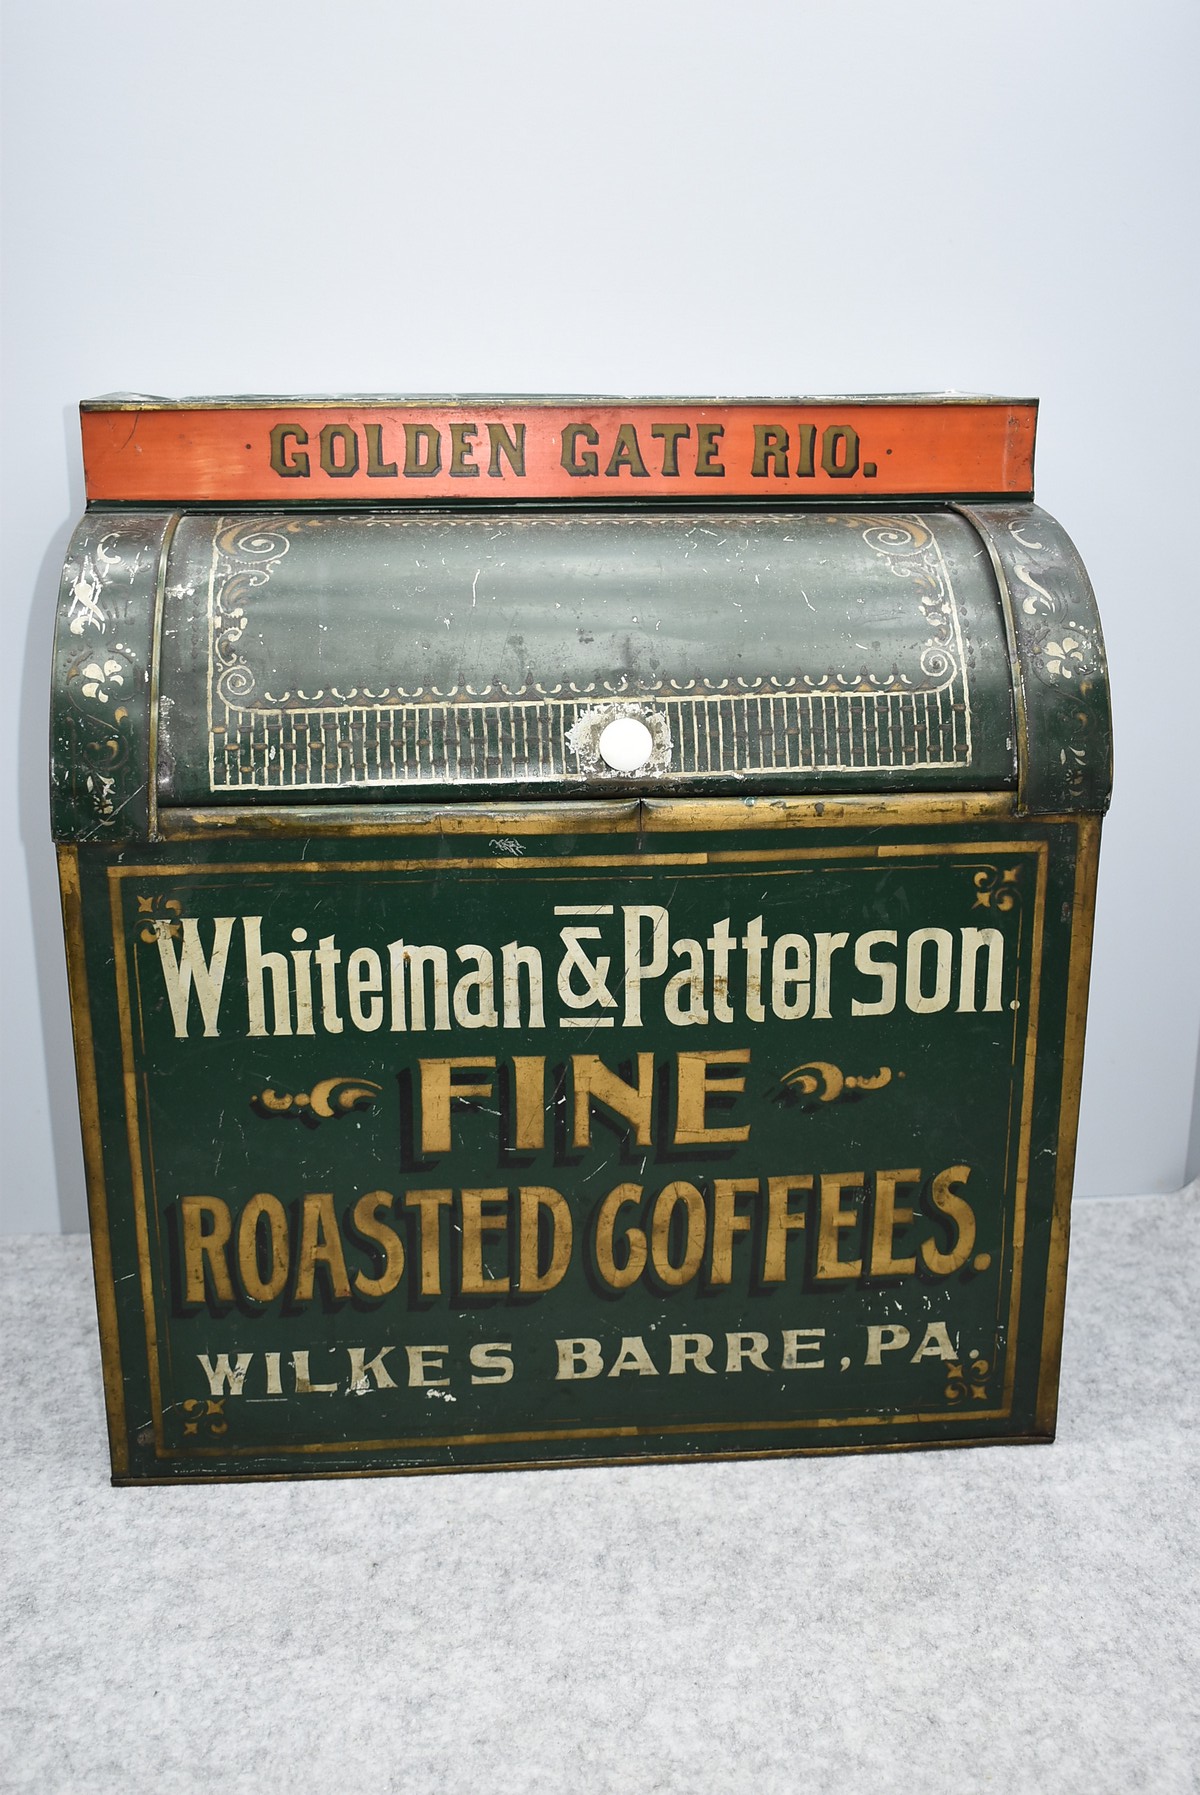 GOLDEN GATE RIO.
Whiteman & Patterson.
FINE
ROASTED COFFEES.
WILKES BARRE, PA.